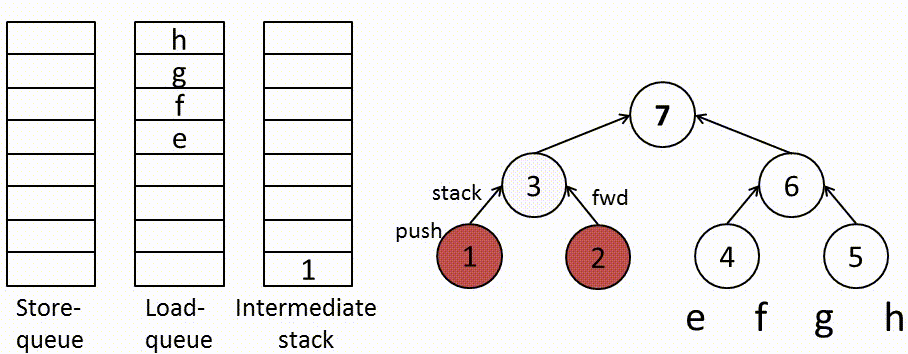 h
g
f
e
1
Store-
queue
Load-
queue
Intermediate
stack
7
3
6
stack
fwd
push
1
2
4
5
e f g h